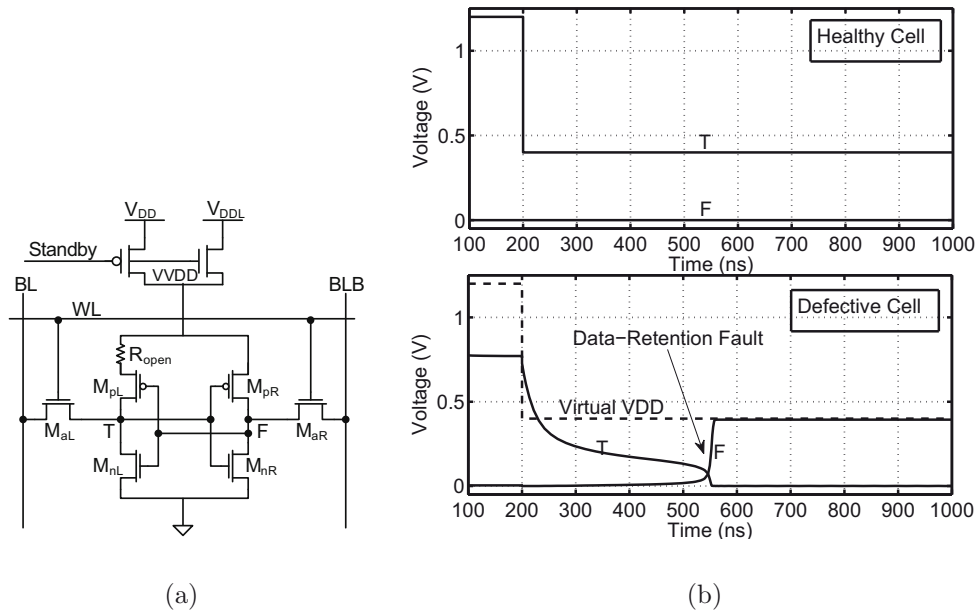 V_DD
V_DDL
Standby
VVDD
BL
BLB
WL
R_open
M_pL
M_pR
M_aL
T
F
M_aR
M_nL
M_nR
(a)
Healthy Cell
Voltage (V)
1
0.5
0
T
F
100 200 300 400 500 600 700 800 900 1000
Time (ns)
Defective Cell
Data−Retention Fault
Voltage (V)
1
0.5
0
Virtual VDD
T
F
100 200 300 400 500 600 700 800 900 1000
Time (ns)
(b)